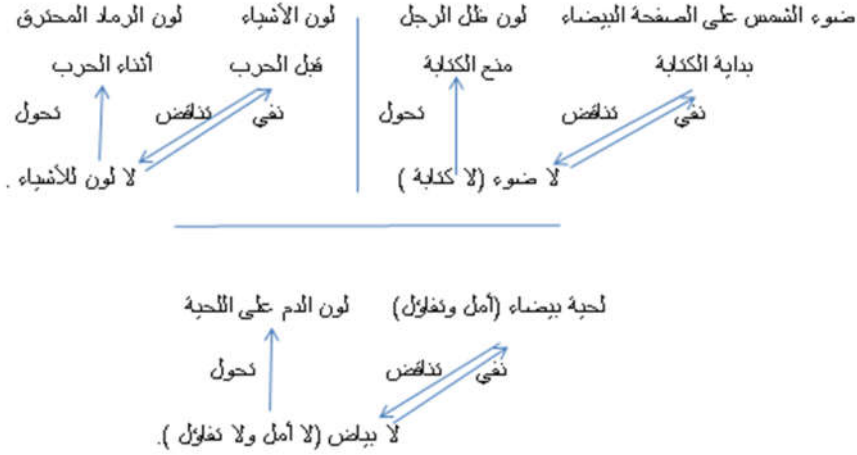 ضوء الشمس على الصفحة البيضاء لون ظل الرجل
بداية الكتابة منع الكتابة
نفي تناقض تحول
لا ضوء (لا كتابة )
لون الأشياء لون الرماد المحترق
قبل الحرب أثناء الحرب
نفي تناقض تحول
لا لون للأشياء .
لحية بيضاء (أمل وتفاؤل) لون الدم على اللحية
نفي تناقض تحول
لا بياض (لا أمل ولا تفاؤل ).